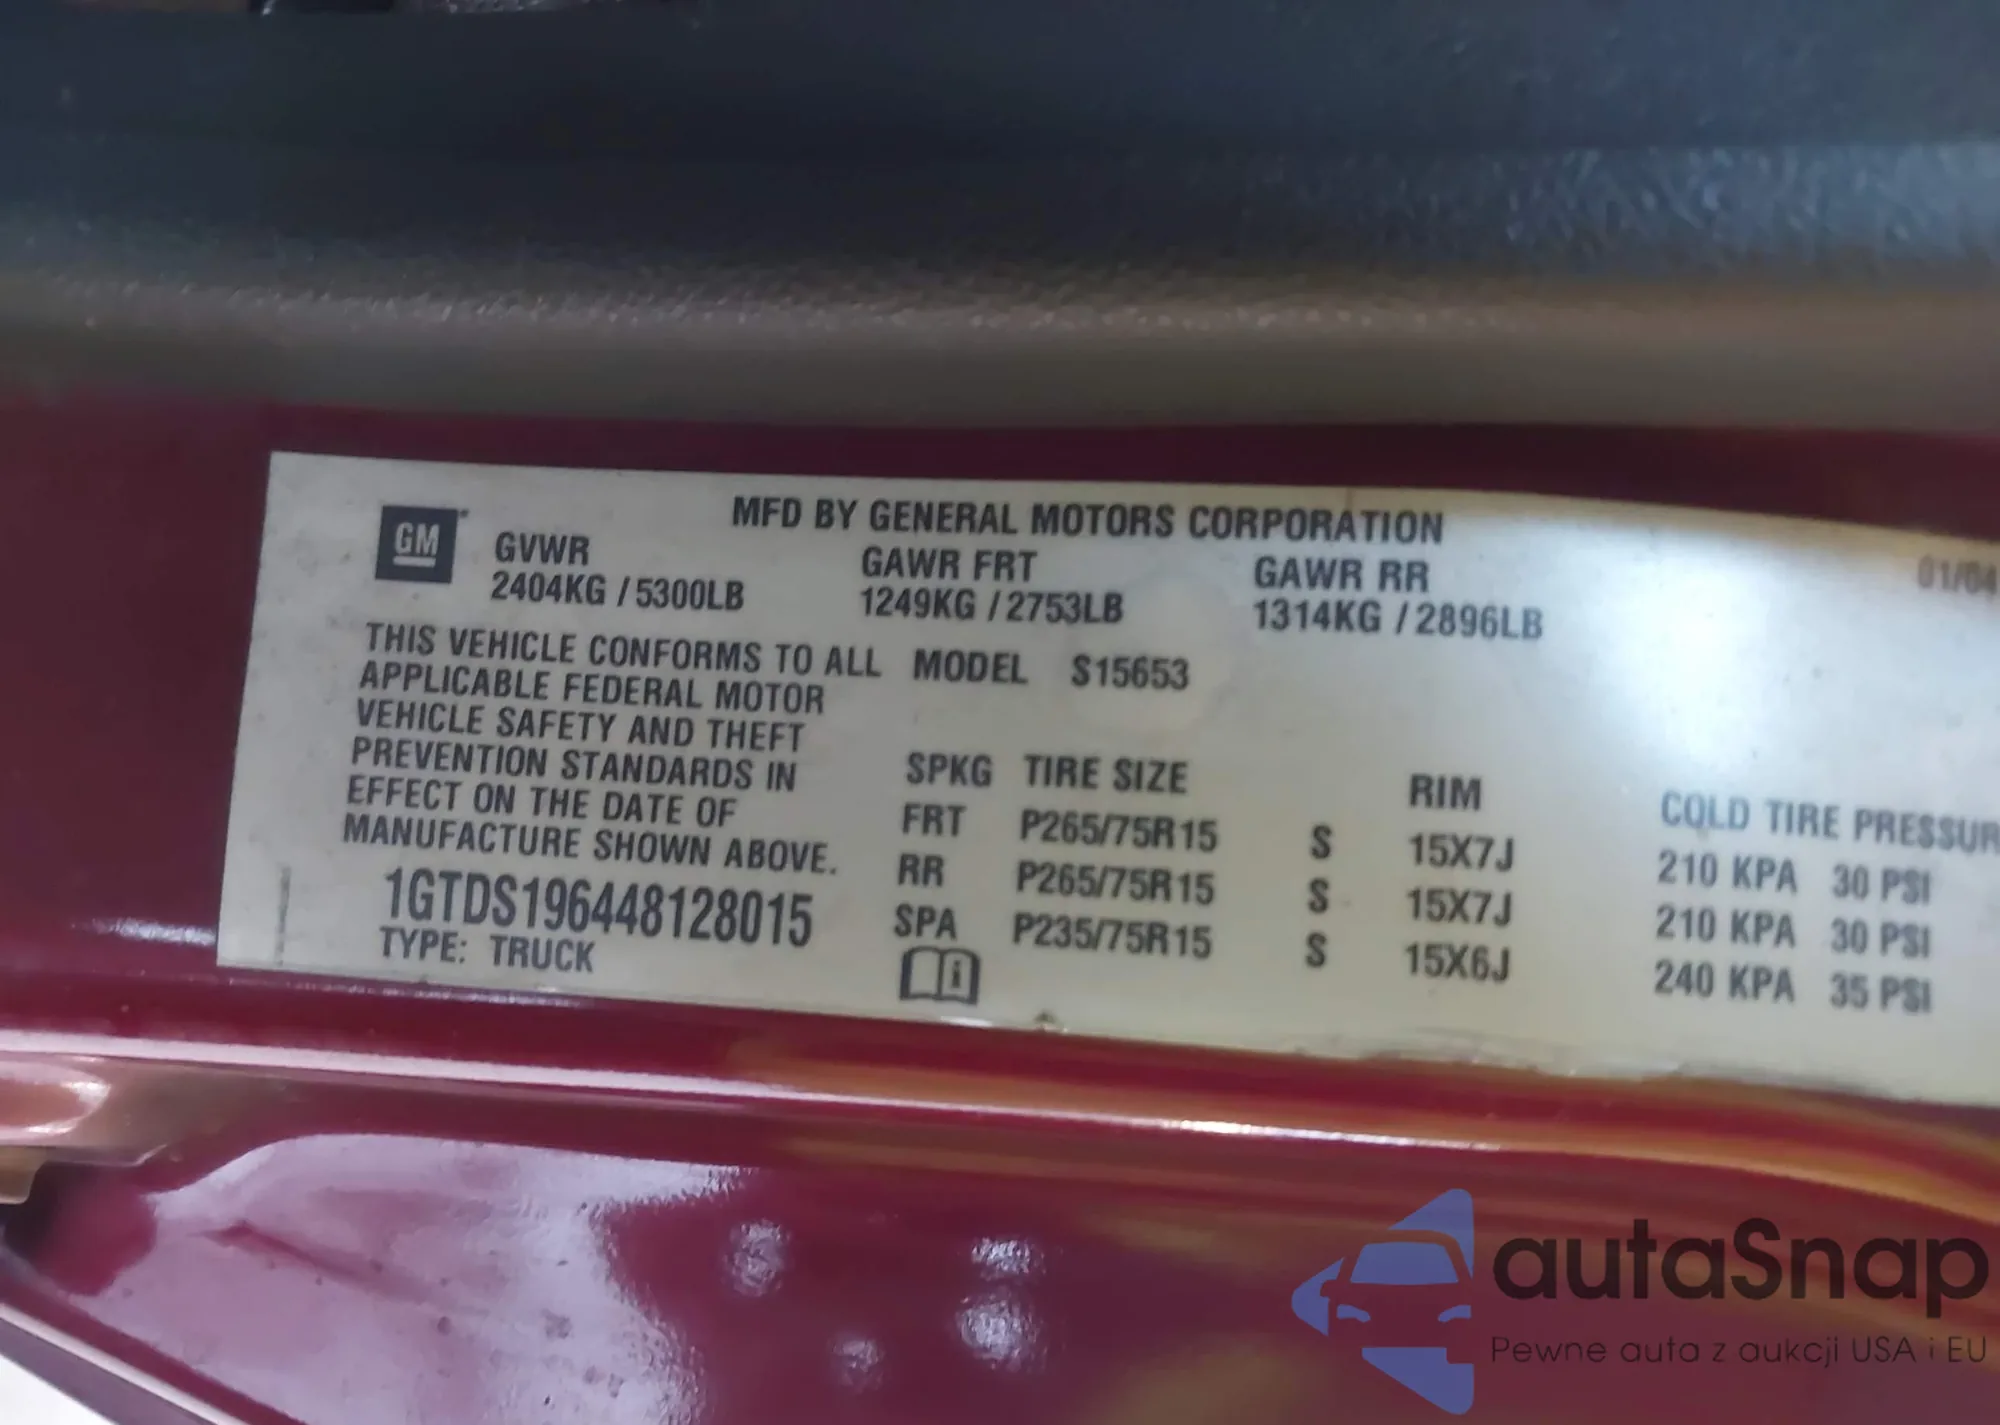 MFD BY GENERAL MOTORS CORPORATION
GM
GVWR GAWR FRT GAWR RR 01/04
2404KG / 5300LB 1249KG / 2753LB 1314KG / 2896LB
THIS VEHICLE CONFORMS TO ALL
APPLICABLE FEDERAL MOTOR
VEHICLE SAFETY AND THEFT
PREVENTION STANDARDS IN
EFFECT ON THE DATE OF
MANUFACTURE SHOWN ABOVE.
1GTDS196448128015
TYPE: TRUCK
MODEL S15653
SPKG TIRE SIZE RIM COLD TIRE PRESSUR
FRT P265/75R15 S 15X7J 210 KPA 30 PSI
RR P265/75R15 S 15X7J 210 KPA 30 PSI
SPA P235/75R15 S 15X6J 240 KPA 35 PSI
i
autaSnap
Pewne auta z aukcji USA i EU